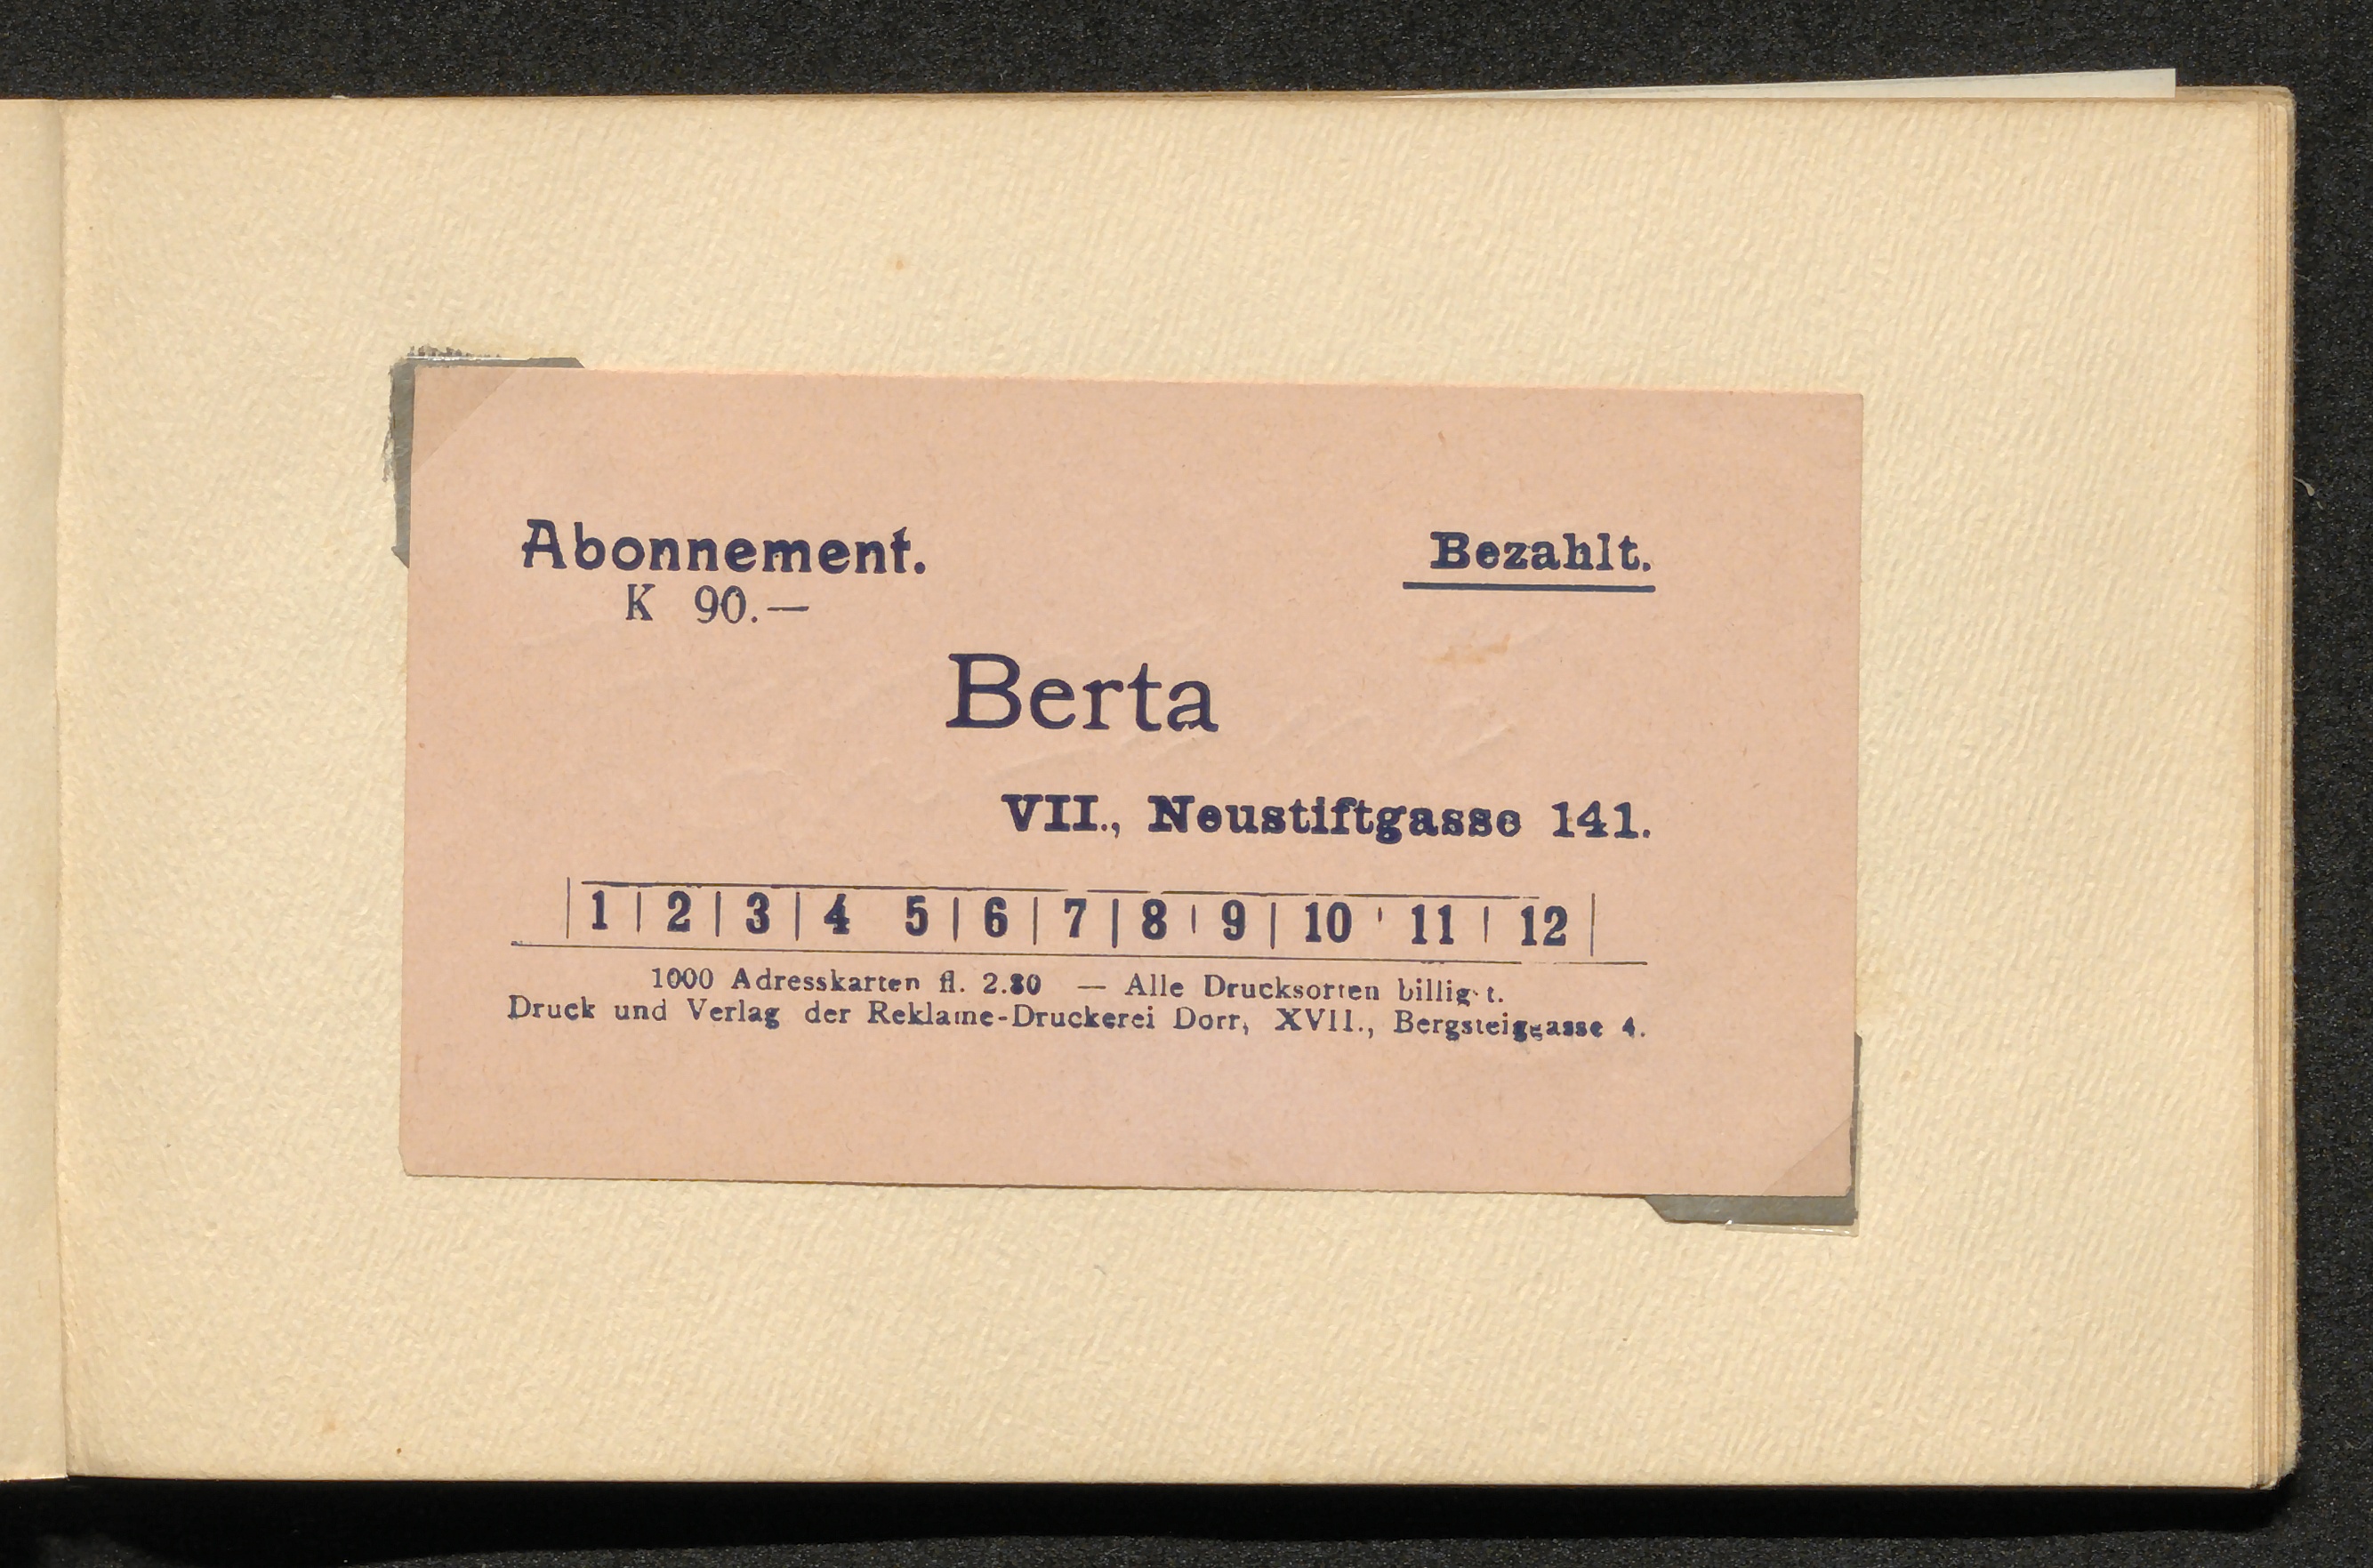 Abonnement. Bezahlt.
K 90.—
Berta
VII., Neustiftgasse 141.
1 | 2 | 3 | 4 5 | 6 | 7 | 8 | 9 | 10 | 11 | 12
1000 Adresskarten fl. 2.80 — Alle Drucksorten billigst.
Druck und Verlag der Reklame-Druckerei Dorr, XVII., Bergsteiggasse 4.